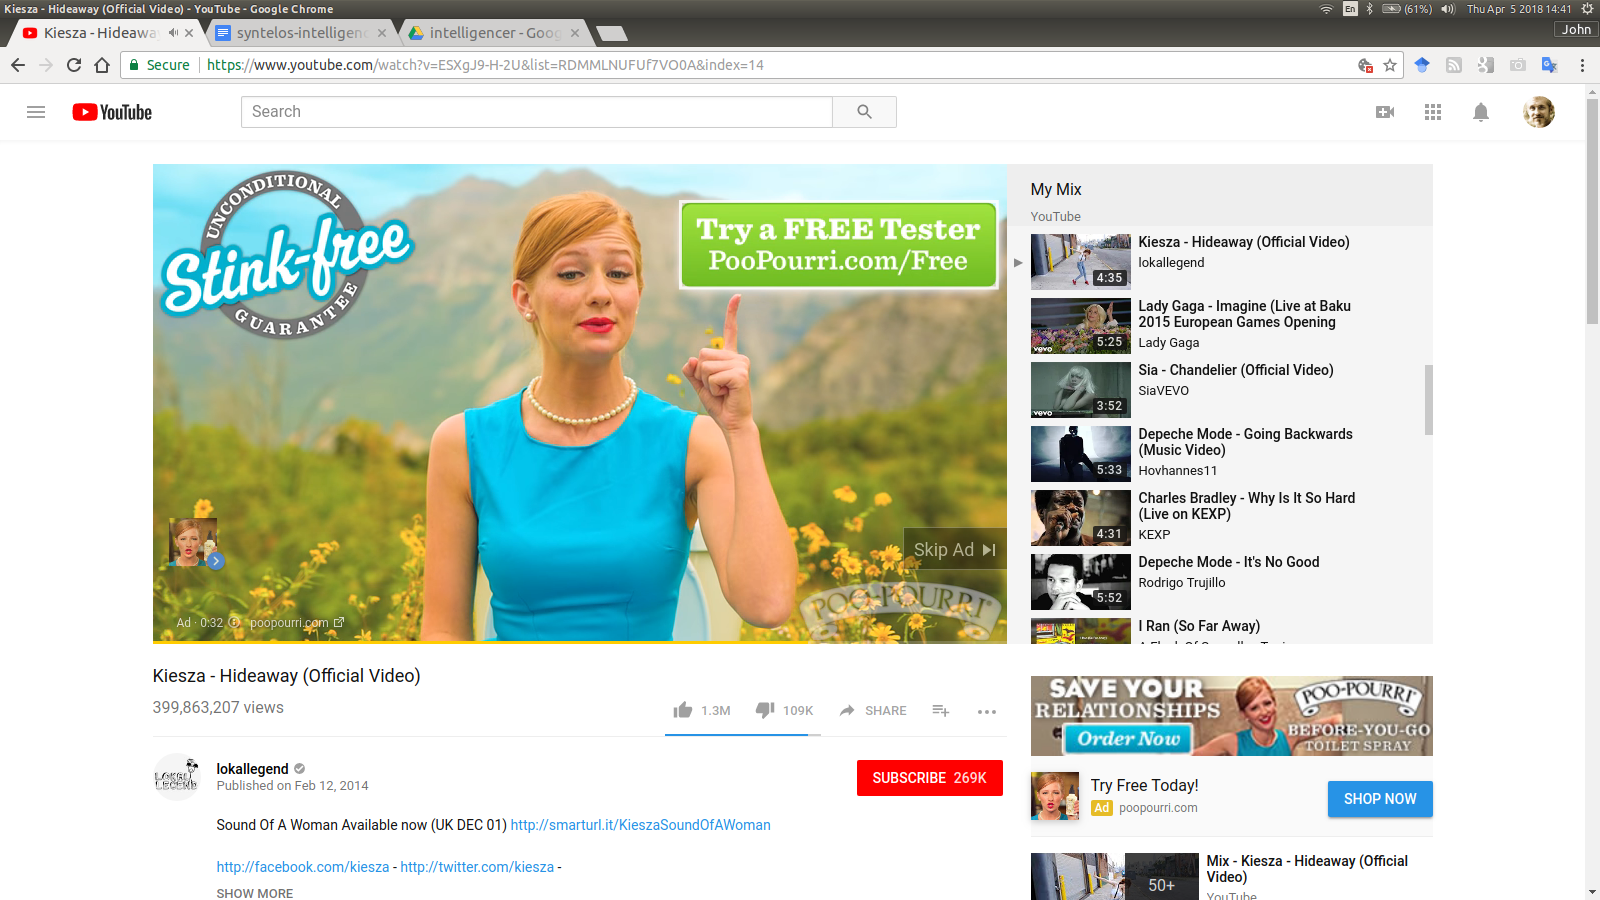 Kiesza - Hideaway (Official Video) - YouTube - Google Chrome
En
(61%)
Thu Apr 5 2018 14:41
Kiesza - Hideaway
syntelos-intelligenc
intelligencer - Goog
John
Secure
https://www.youtube.com/watch?v=ESXgJ9-H-2U&list=RDMMLNUFUf7VO0A&index=14
YouTube
Search
UNCONDITIONAL
Stink-free
GUARANTEE
Try a FREE Tester
PooPourri.com/Free
Skip Ad
POO-POURRI
Ad · 0:32
poopourri.com
My Mix
YouTube
4:35
Kiesza - Hideaway (Official Video)
lokallegend
vevo
5:25
Lady Gaga - Imagine (Live at Baku
2015 European Games Opening
Lady Gaga
vevo
3:52
Sia - Chandelier (Official Video)
SiaVEVO
5:33
Depeche Mode - Going Backwards
(Music Video)
Hovhannes11
4:31
Charles Bradley - Why Is It So Hard
(Live on KEXP)
KEXP
5:52
Depeche Mode - It's No Good
Rodrigo Trujillo
I Ran (So Far Away)
Kiesza - Hideaway (Official Video)
399,863,207 views
1.3M
109K
SHARE
LOKAL
LEGEND
lokallegend
Published on Feb 12, 2014
SUBSCRIBE 269K
Sound Of A Woman Available now (UK DEC 01) http://smarturl.it/KieszaSoundOfAWoman
http://facebook.com/kiesza - http://twitter.com/kiesza -
SHOW MORE
SAVE YOUR
RELATIONSHIPS
Order Now
POO-POURRI
BEFORE-YOU-GO
TOILET SPRAY
Try Free Today!
Ad poopourri.com
SHOP NOW
50+
Mix - Kiesza - Hideaway (Official
Video)
YouTube